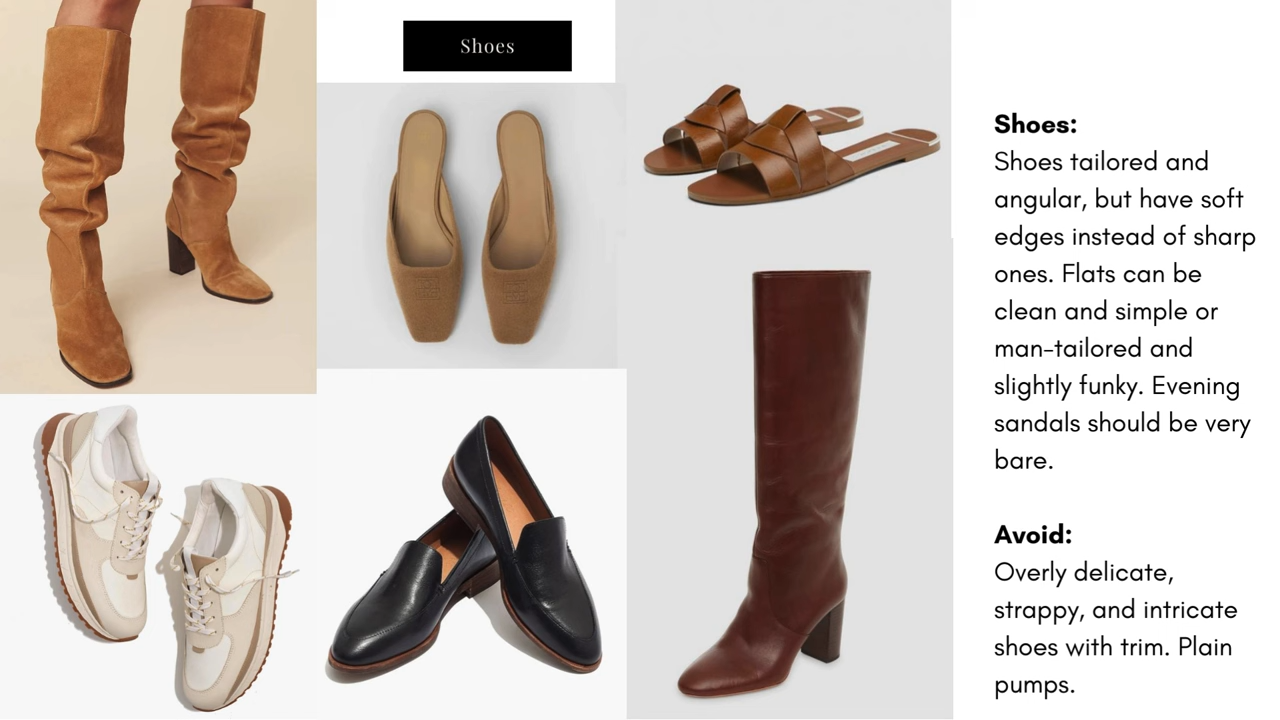 Shoes
Shoes:
Shoes tailored and
angular, but have soft
edges instead of sharp
ones. Flats can be
clean and simple or
man-tailored and
slightly funky. Evening
sandals should be very
bare.
Avoid:
Overly delicate,
strappy, and intricate
shoes with trim. Plain
pumps.